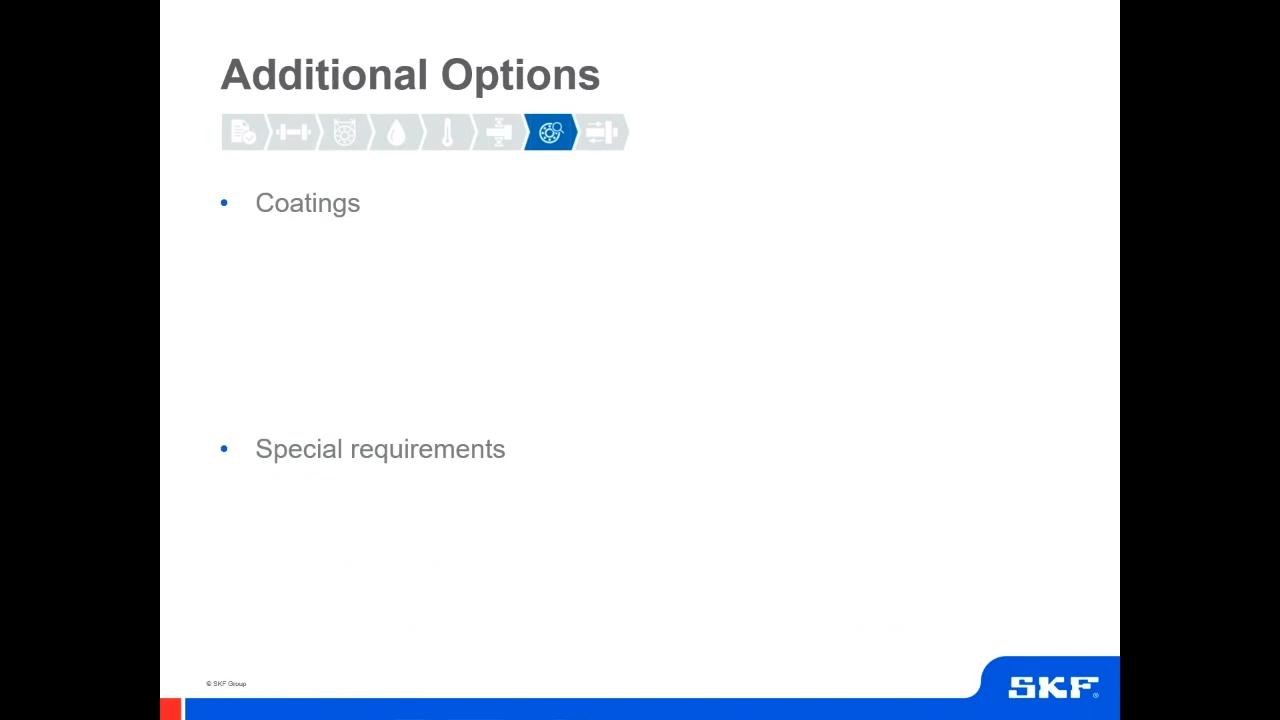 Additional Options
• Coatings
• Special requirements
© SKF Group
SKF®